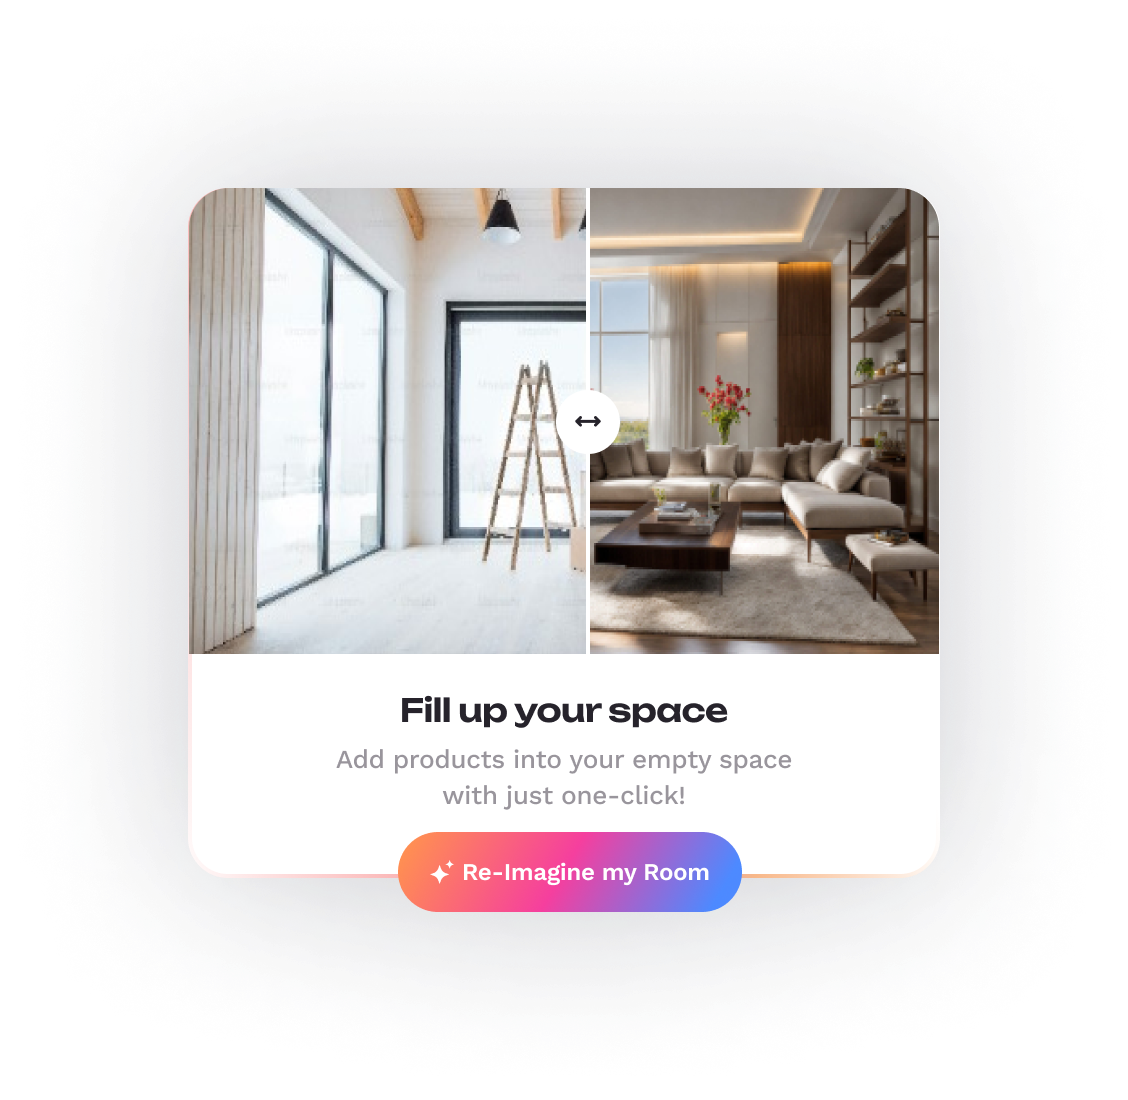 Fill up your space
Add products into your empty space
with just one-click!
Re-Imagine my Room